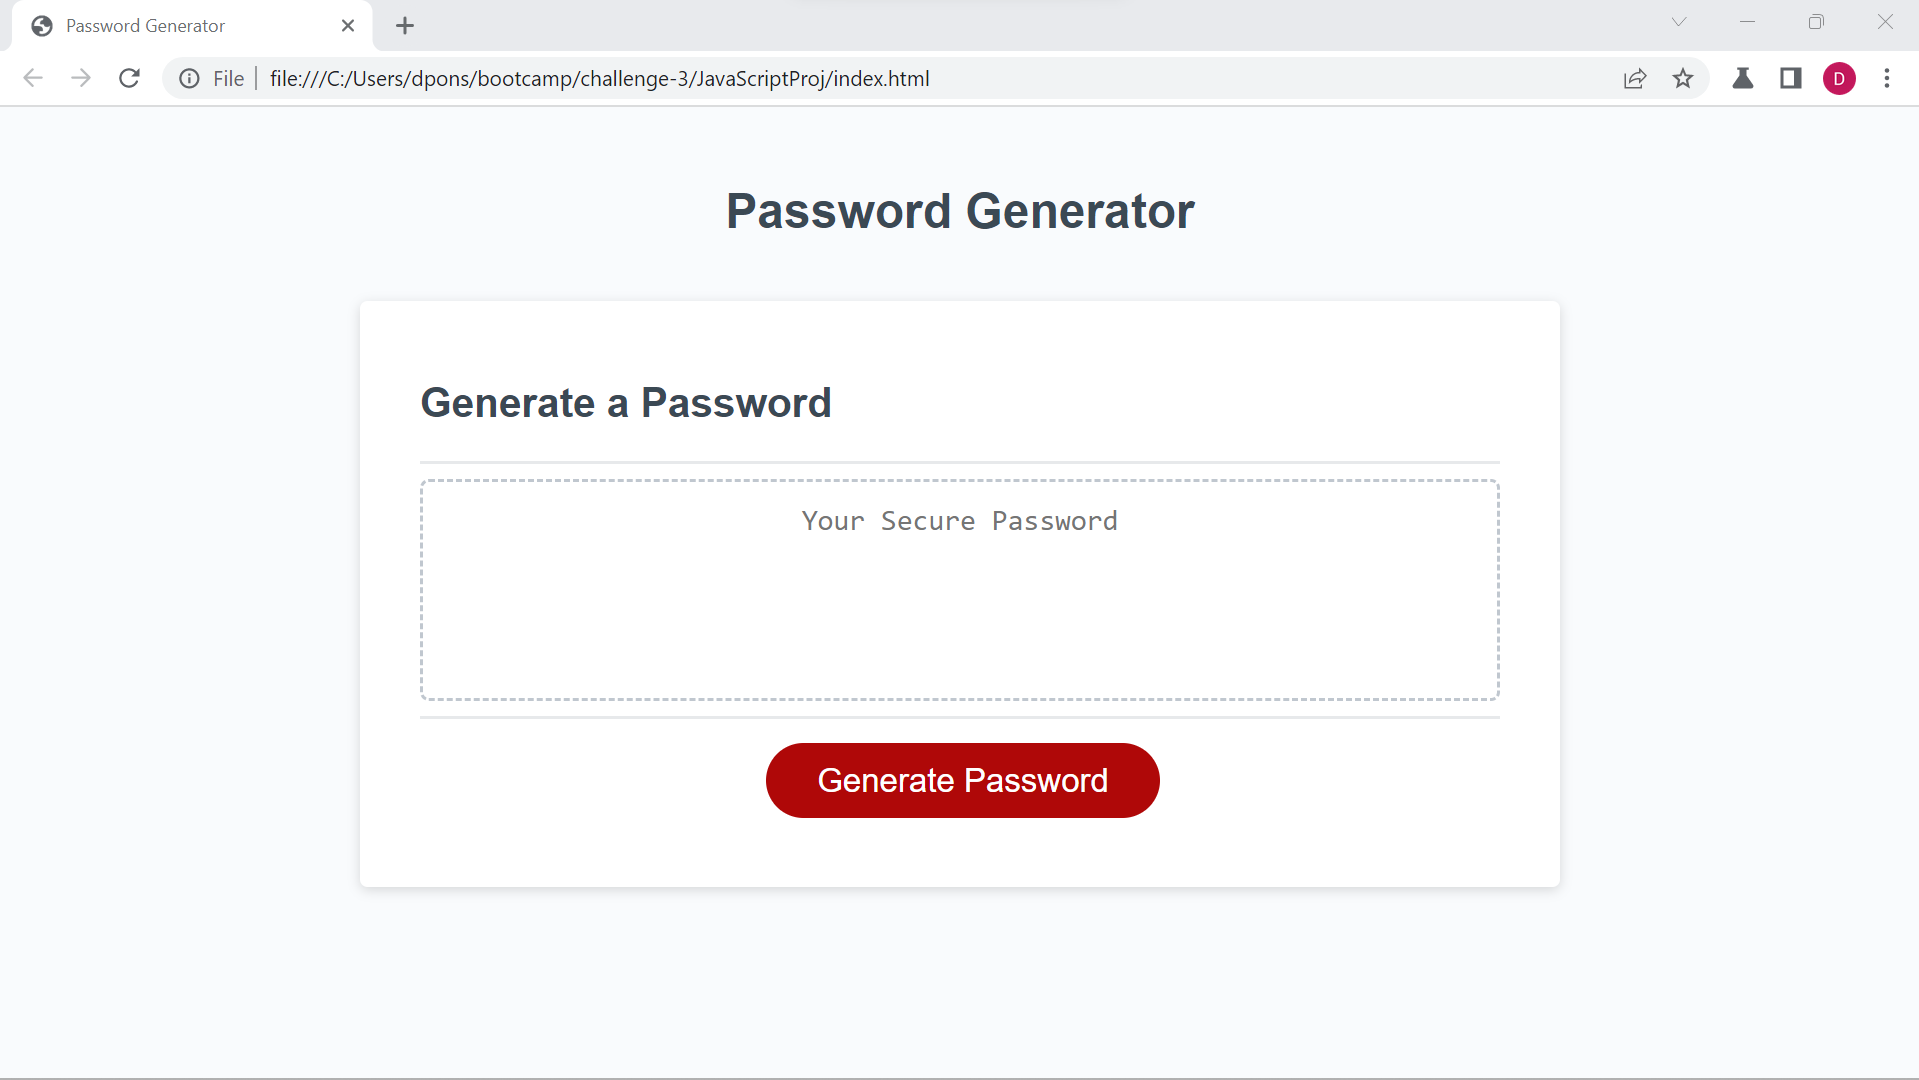 Password Generator
File file:///C:/Users/dpons/bootcamp/challenge-3/JavaScriptProj/index.html
D
Password Generator
Generate a Password
Your Secure Password
Generate Password